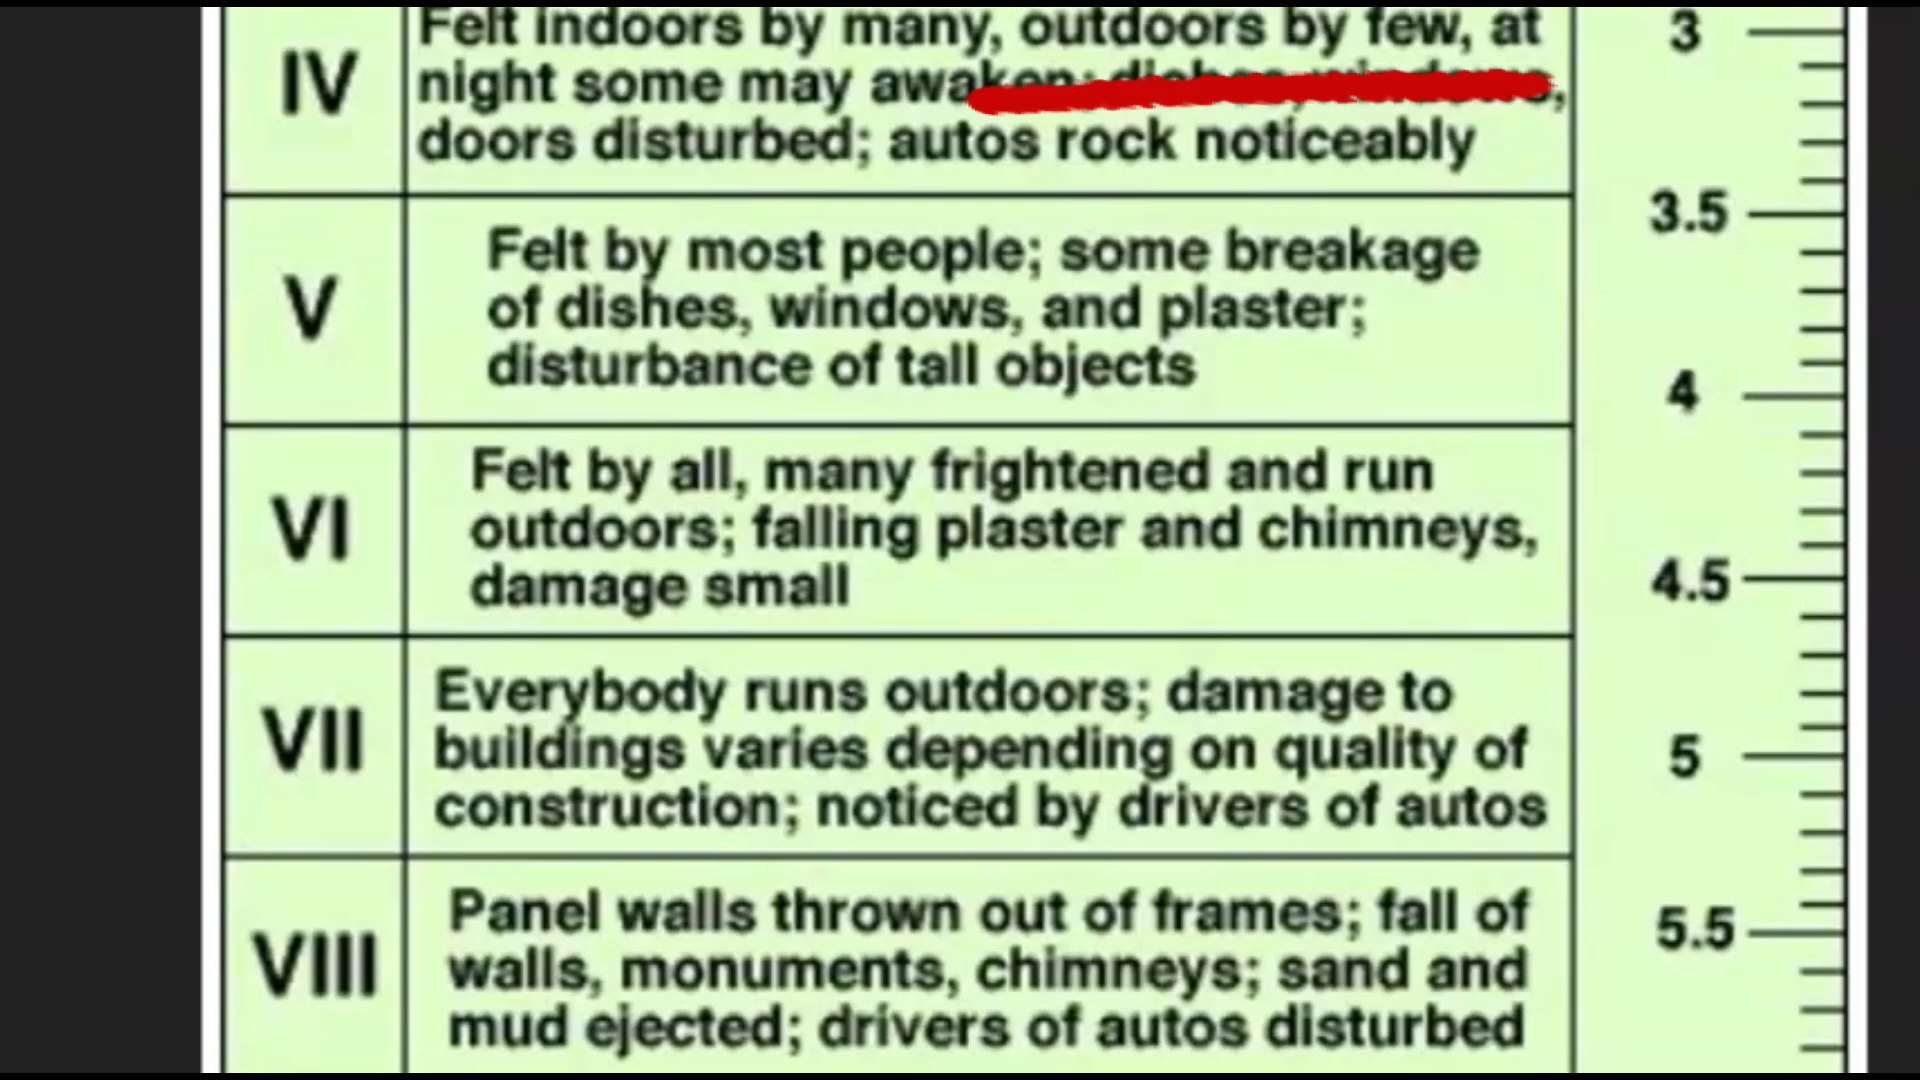 Felt indoors by many, outdoors by few, at
IV
night some may awaken; dishes, windows,
doors disturbed; autos rock noticeably
3
3.5
V
Felt by most people; some breakage
of dishes, windows, and plaster;
disturbance of tall objects
4
VI
Felt by all, many frightened and run
outdoors; falling plaster and chimneys,
damage small
4.5
VII
Everybody runs outdoors; damage to
buildings varies depending on quality of
construction; noticed by drivers of autos
5
VIII
Panel walls thrown out of frames; fall of
walls, monuments, chimneys; sand and
mud ejected; drivers of autos disturbed
5.5